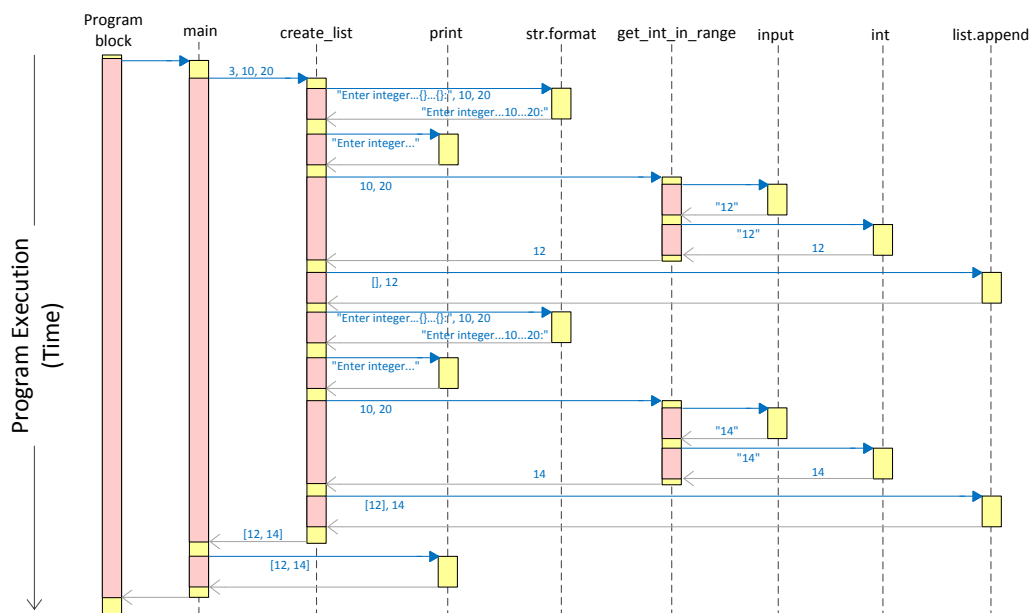 Program
block
main
create_list
print
str.format
get_int_in_range
input
int
list.append
3, 10, 20
"Enter integer...{}...{}:", 10, 20
"Enter integer...10...20:"
"Enter integer..."
10, 20
"12"
"12"
12
12
[], 12
"Enter integer...{}...{}:", 10, 20
"Enter integer...10...20:"
"Enter integer..."
10, 20
"14"
"14"
14
14
[12], 14
[12, 14]
[12, 14]
Program Execution
(Time)